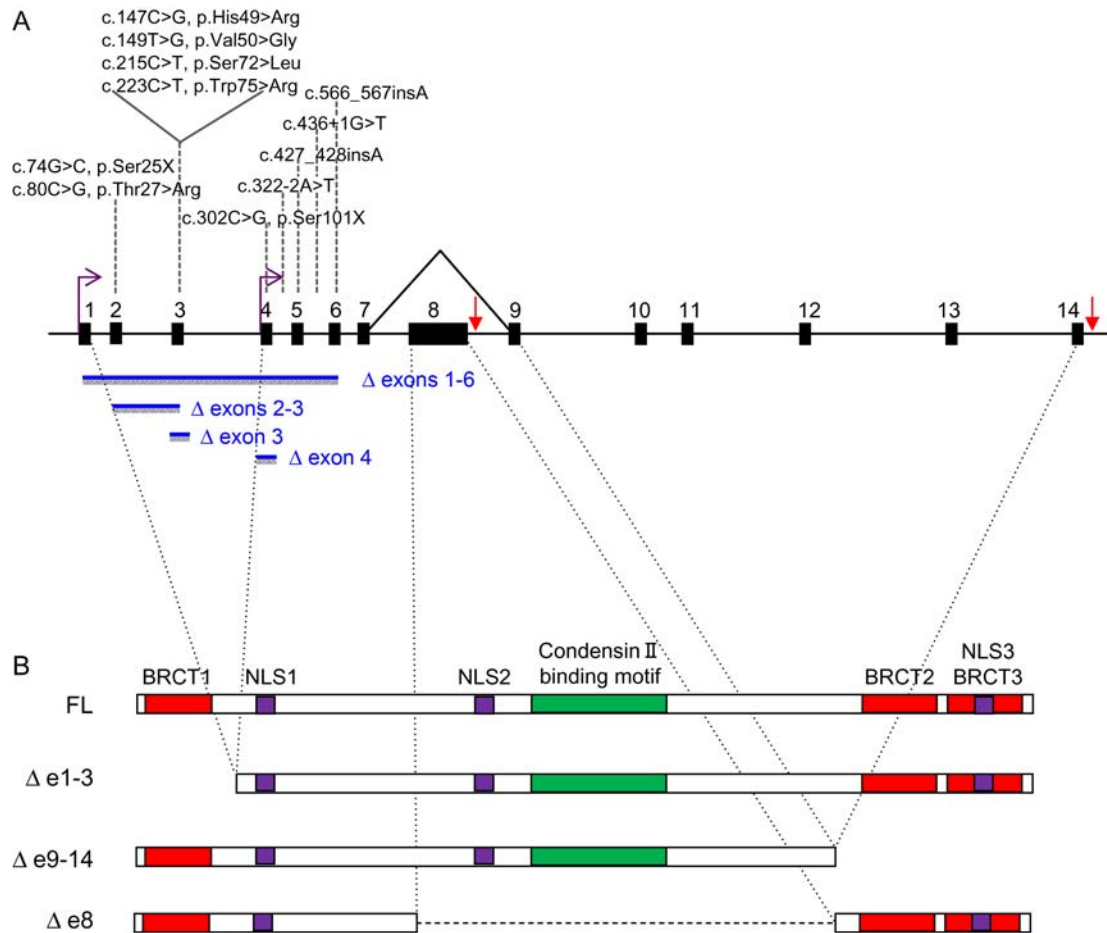 A
c.147C>G, p.His49>Arg
c.149T>G, p.Val50>Gly
c.215C>T, p.Ser72>Leu
c.223C>T, p.Trp75>Arg
c.566_567insA
c.436+1G>T
c.427_428insA
c.74G>C, p.Ser25X
c.80C>G, p.Thr27>Arg
c.322-2A>T
c.302C>G, p.Ser101X
1 2 3 4 5 6 7 8 9 10 11 12 13 14
Δ exons 1-6
Δ exons 2-3
Δ exon 3
Δ exon 4
B
BRCT1 NLS1 NLS2 Condensin II
binding motif
BRCT2 NLS3
BRCT3
FL
Δ e1-3
Δ e9-14
Δ e8